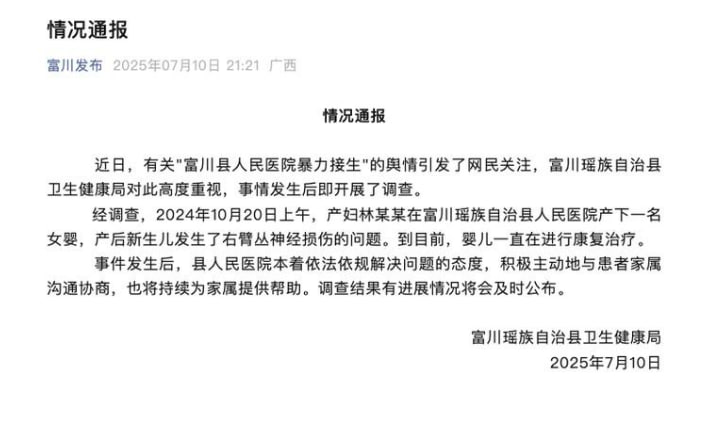 情况通报
富川发布 2025年07月10日 21:21 广西
情况通报
近日，有关"富川县人民医院暴力接生"的舆情引发了网民关注，富川瑶族自治县
卫生健康局对此高度重视，事情发生后即开展了调查。
经调查，2024年10月20日上午，产妇林某某在富川瑶族自治县人民医院产下一名
女婴，产后新生儿发生了右臂丛神经损伤的问题。到目前，婴儿一直在进行康复治疗。
事件发生后，县人民医院本着依法依规解决问题的态度，积极主动地与患者家属
沟通协商，也将持续为家属提供帮助。调查结果有进展情况将会及时公布。
富川瑶族自治县卫生健康局
2025年7月10日